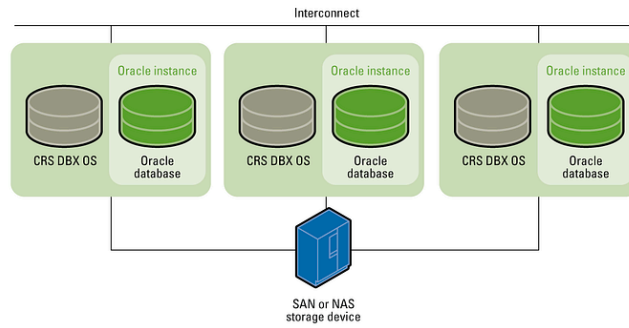 Interconnect
Oracle instance
Oracle instance
Oracle instance
CRS DBX OS
Oracle
database
CRS DBX OS
Oracle
database
CRS DBX OS
Oracle
database
SAN or NAS
storage device